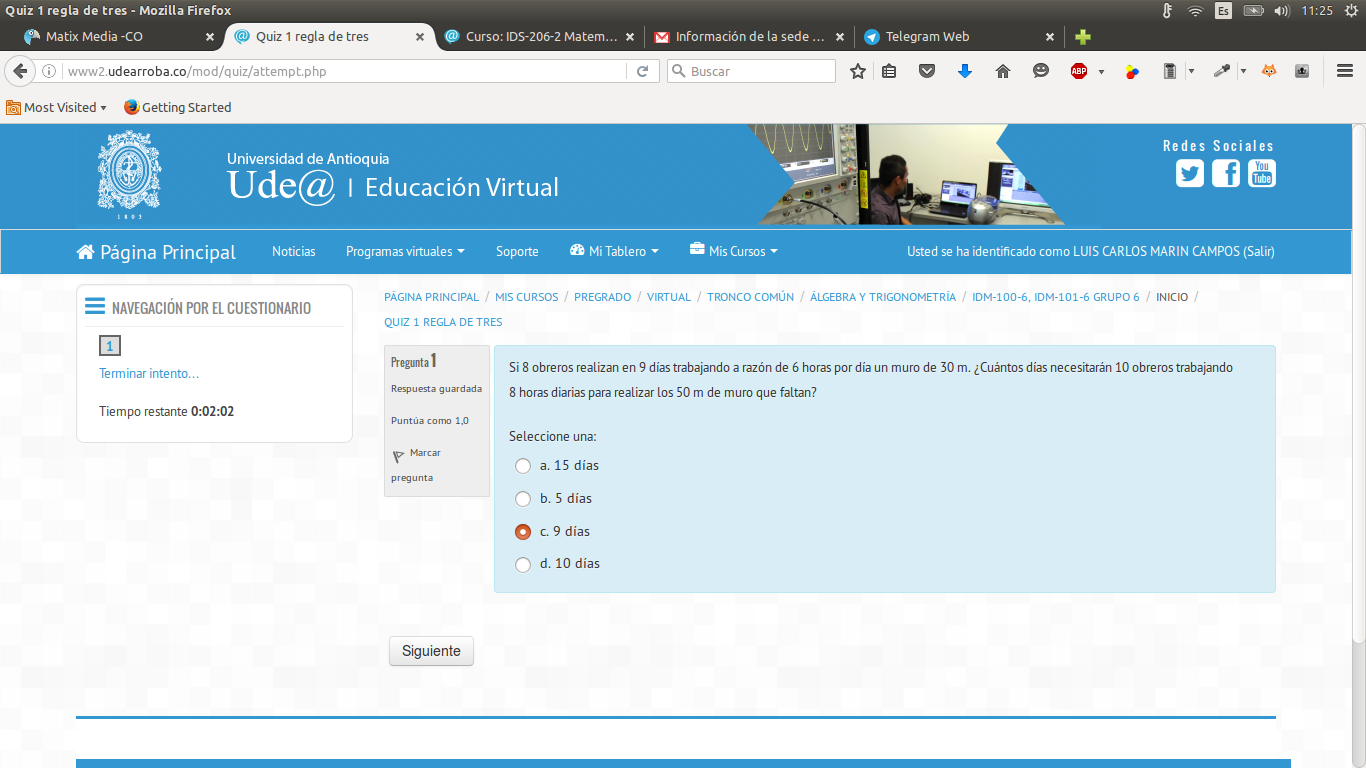 Quiz 1 regla de tres - Mozilla Firefox
Es
11:25
Matix Media -CO
Quiz 1 regla de tres
Curso: IDS-206-2 Matem...
Información de la sede ...
Telegram Web
www2.udearroba.co/mod/quiz/attempt.php
Buscar
ABP
Most Visited
Getting Started
Universidad de Antioquia
Ude@ | Educación Virtual
1803
Redes Sociales
You Tube
Página Principal
Noticias
Programas virtuales
Soporte
Mi Tablero
Mis Cursos
Usted se ha identificado como LUIS CARLOS MARIN CAMPOS (Salir)
NAVEGACIÓN POR EL CUESTIONARIO
1
Terminar intento...
Tiempo restante 0:02:02
PÁGINA PRINCIPAL / MIS CURSOS / PREGRADO / VIRTUAL / TRONCO COMÚN / ÁLGEBRA Y TRIGONOMETRÍA / IDM-100-6, IDM-101-6 GRUPO 6 / INICIO /
QUIZ 1 REGLA DE TRES
Pregunta 1
Respuesta guardada
Puntúa como 1,0
Marcar
pregunta
Si 8 obreros realizan en 9 días trabajando a razón de 6 horas por día un muro de 30 m. ¿Cuántos días necesitarán 10 obreros trabajando
8 horas diarias para realizar los 50 m de muro que faltan?
Seleccione una:
a. 15 días
b. 5 días
c. 9 días
d. 10 días
Siguiente